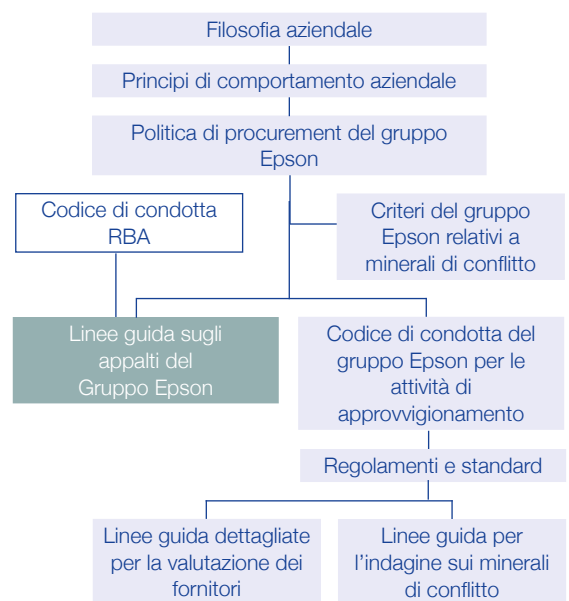 Filosofia aziendale
Principi di comportamento aziendale
Politica di procurement del gruppo
Epson
Codice di condotta
RBA
Criteri del gruppo
Epson relativi a
minerali di conflitto
Linee guida sugli
appalti del
Gruppo Epson
Codice di condotta del
gruppo Epson per le
attività di
approvvigionamento
Regolamenti e standard
Linee guida dettagliate
per la valutazione dei
fornitori
Linee guida per
l'indagine sui minerali
di conflitto